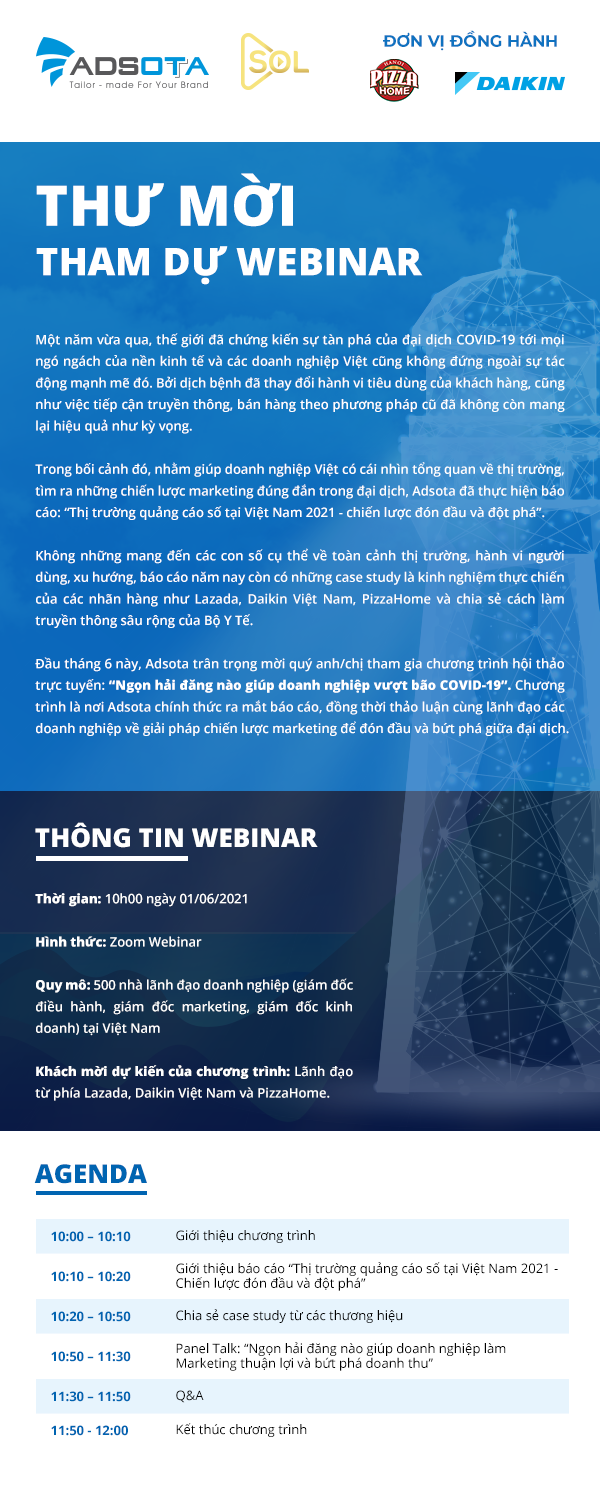 ADSOTA
Tailor - made For Your Brand
SOL
ĐƠN VỊ ĐỒNG HÀNH
HANOI
PIZZA
HOME
DAIKIN
THƯ MỜI
THAM DỰ WEBINAR
Một năm vừa qua, thế giới đã chứng kiến sự tàn phá của đại dịch COVID-19 tới mọi
ngó ngách của nền kinh tế và các doanh nghiệp Việt cũng không đứng ngoài sự tác
động mạnh mẽ đó. Bởi dịch bệnh đã thay đổi hành vi tiêu dùng của khách hàng, cũng
như việc tiếp cận truyền thông, bán hàng theo phương pháp cũ đã không còn mang
lại hiệu quả như kỳ vọng.
Trong bối cảnh đó, nhằm giúp doanh nghiệp Việt có cái nhìn tổng quan về thị trường,
tìm ra những chiến lược marketing đúng đắn trong đại dịch, Adsota đã thực hiện báo
cáo: “Thị trường quảng cáo số tại Việt Nam 2021 - chiến lược đón đầu và đột phá”.
Không những mang đến các con số cụ thể về toàn cảnh thị trường, hành vi người
dùng, xu hướng, báo cáo năm nay còn có những case study là kinh nghiệm thực chiến
của các nhãn hàng như Lazada, Daikin Việt Nam, PizzaHome và chia sẻ cách làm
truyền thông sâu rộng của Bộ Y Tế.
Đầu tháng 6 này, Adsota trân trọng mời quý anh/chị tham gia chương trình hội thảo
trực tuyến: “Ngọn hải đăng nào giúp doanh nghiệp vượt bão COVID-19”. Chương
trình là nơi Adsota chính thức ra mắt báo cáo, đồng thời thảo luận cùng lãnh đạo các
doanh nghiệp về giải pháp chiến lược marketing để đón đầu và bứt phá giữa đại dịch.
THÔNG TIN WEBINAR
Thời gian: 10h00 ngày 01/06/2021
Hình thức: Zoom Webinar
Quy mô: 500 nhà lãnh đạo doanh nghiệp (giám đốc
điều hành, giám đốc marketing, giám đốc kinh
doanh) tại Việt Nam
Khách mời dự kiến của chương trình: Lãnh đạo
từ phía Lazada, Daikin Việt Nam và PizzaHome.
AGENDA
10:00 – 10:10 Giới thiệu chương trình
10:10 – 10:20 Giới thiệu báo cáo “Thị trường quảng cáo số tại Việt Nam 2021 -
Chiến lược đón đầu và đột phá”
10:20 – 10:50 Chia sẻ case study từ các thương hiệu
10:50 – 11:30 Panel Talk: “Ngọn hải đăng nào giúp doanh nghiệp làm
Marketing thuận lợi và bứt phá doanh thu”
11:30 – 11:50 Q&A
11:50 - 12:00 Kết thúc chương trình